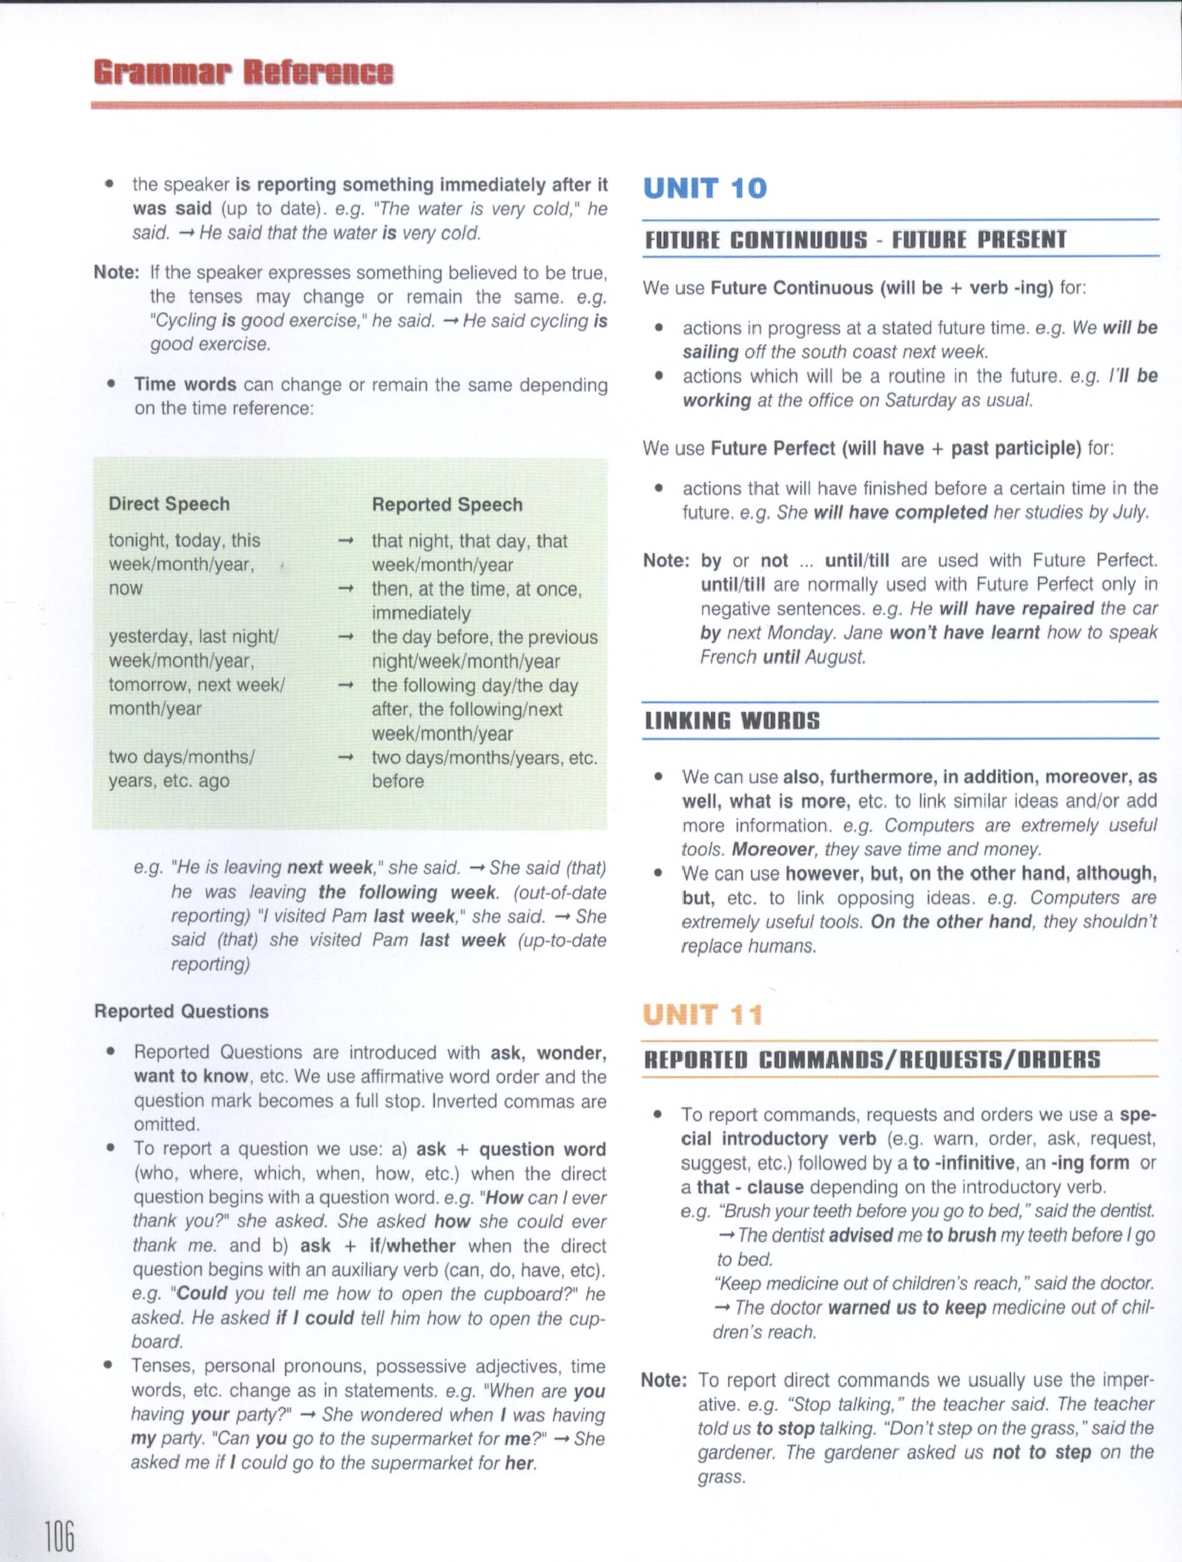 Grammar Reference
• the speaker is reporting something immediately after it
was said (up to date). e.g. "The water is very cold," he
said. → He said that the water is very cold.
Note: If the speaker expresses something believed to be true,
the tenses may change or remain the same. e.g.
"Cycling is good exercise," he said. → He said cycling is
good exercise.
• Time words can change or remain the same depending
on the time reference:
Direct Speech Reported Speech
tonight, today, this → that night, that day, that
week/month/year, week/month/year
now → then, at the time, at once,
immediately
yesterday, last night/ → the day before, the previous
week/month/year, night/week/month/year
tomorrow, next week/ → the following day/the day
month/year after, the following/next
week/month/year
two days/months/ → two days/months/years, etc.
years, etc. ago before
e.g. "He is leaving next week," she said. → She said (that)
he was leaving the following week. (out-of-date
reporting) "I visited Pam last week," she said. → She
said (that) she visited Pam last week (up-to-date
reporting)
Reported Questions
• Reported Questions are introduced with ask, wonder,
want to know, etc. We use affirmative word order and the
question mark becomes a full stop. Inverted commas are
omitted.
• To report a question we use: a) ask + question word
(who, where, which, when, how, etc.) when the direct
question begins with a question word. e.g. "How can I ever
thank you?" she asked. She asked how she could ever
thank me. and b) ask + if/whether when the direct
question begins with an auxiliary verb (can, do, have, etc).
e.g. "Could you tell me how to open the cupboard?" he
asked. He asked if I could tell him how to open the cup-
board.
• Tenses, personal pronouns, possessive adjectives, time
words, etc. change as in statements. e.g. "When are you
having your party?" → She wondered when I was having
my party. "Can you go to the supermarket for me?" → She
asked me if I could go to the supermarket for her.
106
UNIT 10
FUTURE CONTINUOUS - FUTURE PRESENT
We use Future Continuous (will be + verb -ing) for:
• actions in progress at a stated future time. e.g. We will be
sailing off the south coast next week.
• actions which will be a routine in the future. e.g. I'll be
working at the office on Saturday as usual.
We use Future Perfect (will have + past participle) for:
• actions that will have finished before a certain time in the
future. e.g. She will have completed her studies by July.
Note: by or not ... until/till are used with Future Perfect.
until/till are normally used with Future Perfect only in
negative sentences. e.g. He will have repaired the car
by next Monday. Jane won't have learnt how to speak
French until August.
LINKING WORDS
• We can use also, furthermore, in addition, moreover, as
well, what is more, etc. to link similar ideas and/or add
more information. e.g. Computers are extremely useful
tools. Moreover, they save time and money.
• We can use however, but, on the other hand, although,
but, etc. to link opposing ideas. e.g. Computers are
extremely useful tools. On the other hand, they shouldn't
replace humans.
UNIT 11
REPORTED COMMANDS/REQUESTS/ORDERS
• To report commands, requests and orders we use a spe-
cial introductory verb (e.g. warn, order, ask, request,
suggest, etc.) followed by a to -infinitive, an -ing form or
a that - clause depending on the introductory verb.
e.g. "Brush your teeth before you go to bed," said the dentist.
→ The dentist advised me to brush my teeth before I go
to bed.
"Keep medicine out of children's reach," said the doctor.
→ The doctor warned us to keep medicine out of chil-
dren's reach.
Note: To report direct commands we usually use the imper-
ative. e.g. "Stop talking," the teacher said. The teacher
told us to stop talking. "Don't step on the grass," said the
gardener. The gardener asked us not to step on the
grass.